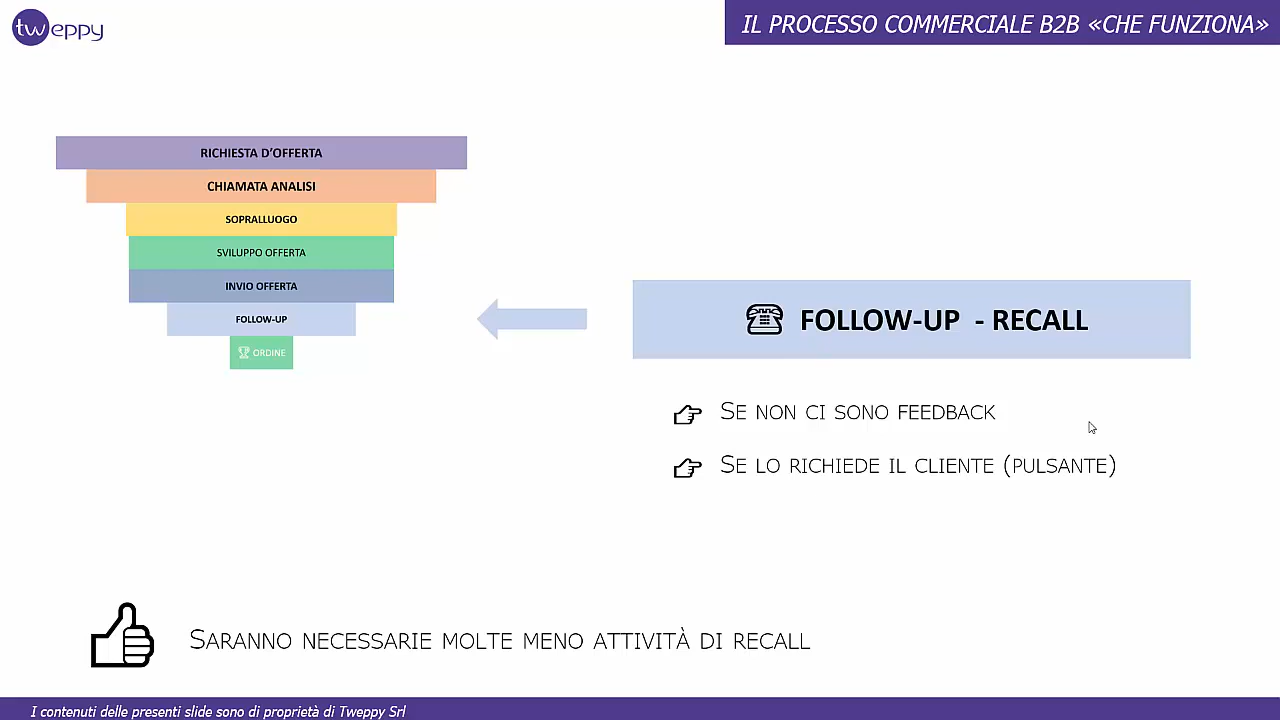 tweppy
IL PROCESSO COMMERCIALE B2B «CHE FUNZIONA»
RICHIESTA D'OFFERTA
CHIAMATA ANALISI
SOPRALLUOGO
SVILUPPO OFFERTA
INVIO OFFERTA
FOLLOW-UP
ORDINE
FOLLOW-UP - RECALL
SE NON CI SONO FEEDBACK
SE LO RICHIEDE IL CLIENTE (PULSANTE)
SARANNO NECESSARIE MOLTE MENO ATTIVITÀ DI RECALL
I contenuti delle presenti slide sono di proprietà di Tweppy Srl